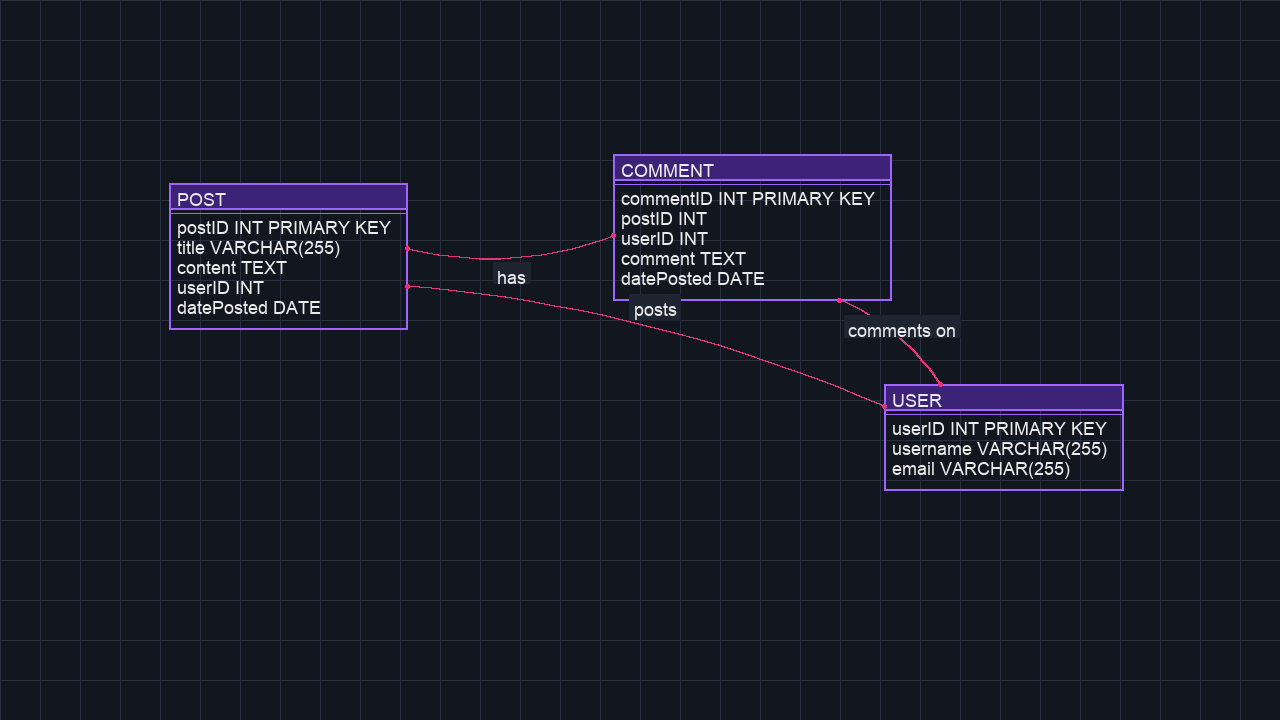 POST
postID INT PRIMARY KEY
title VARCHAR(255)
content TEXT
userID INT
datePosted DATE
has
COMMENT
commentID INT PRIMARY KEY
postID INT
userID INT
comment TEXT
datePosted DATE
posts
comments on
USER
userID INT PRIMARY KEY
username VARCHAR(255)
email VARCHAR(255)